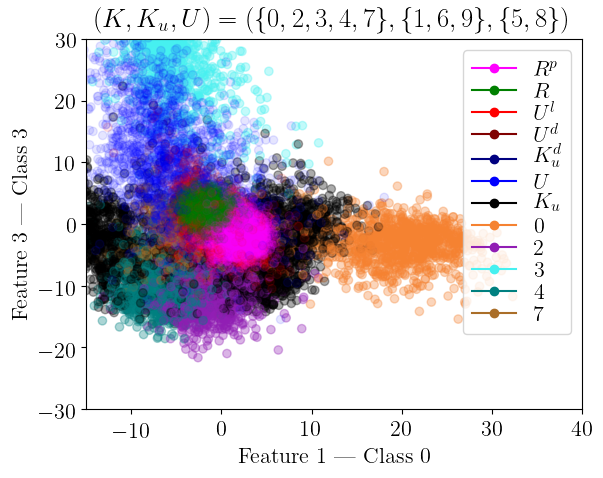 (K, K_u, U) = ({0, 2, 3, 4, 7}, {1, 6, 9}, {5, 8})
30
20
10
0
−10
−20
−30
Feature 3 — Class 3
−10
0
10
20
30
40
Feature 1 — Class 0
R^p
R
U^l
U^d
K_u^d
U
K_u
0
2
3
4
7